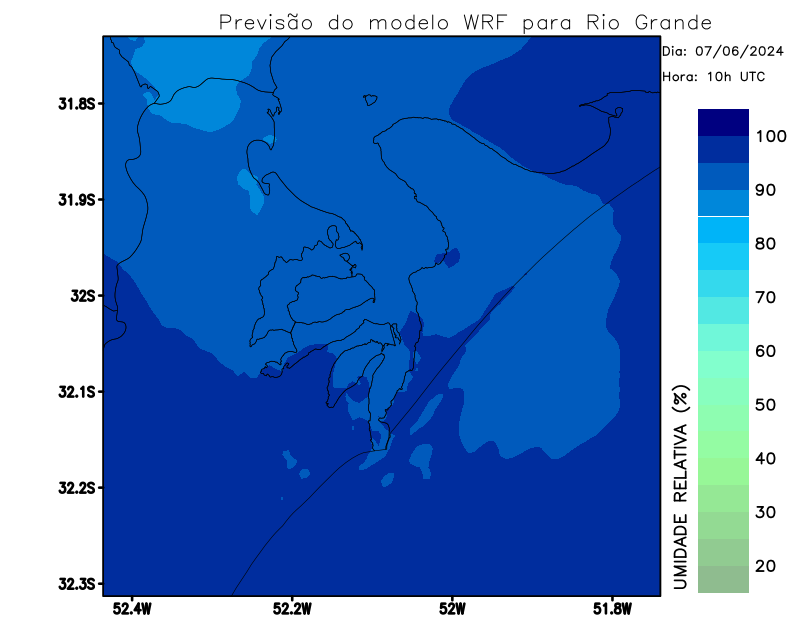 Previsão do modelo WRF para Rio Grande
Dia: 07/06/2024
Hora: 10h UTC
31.8S
31.9S
32S
32.1S
32.2S
32.3S
52.4W
52.2W
52W
51.8W
100
90
80
70
60
50
40
30
20
UMIDADE RELATIVA (%)